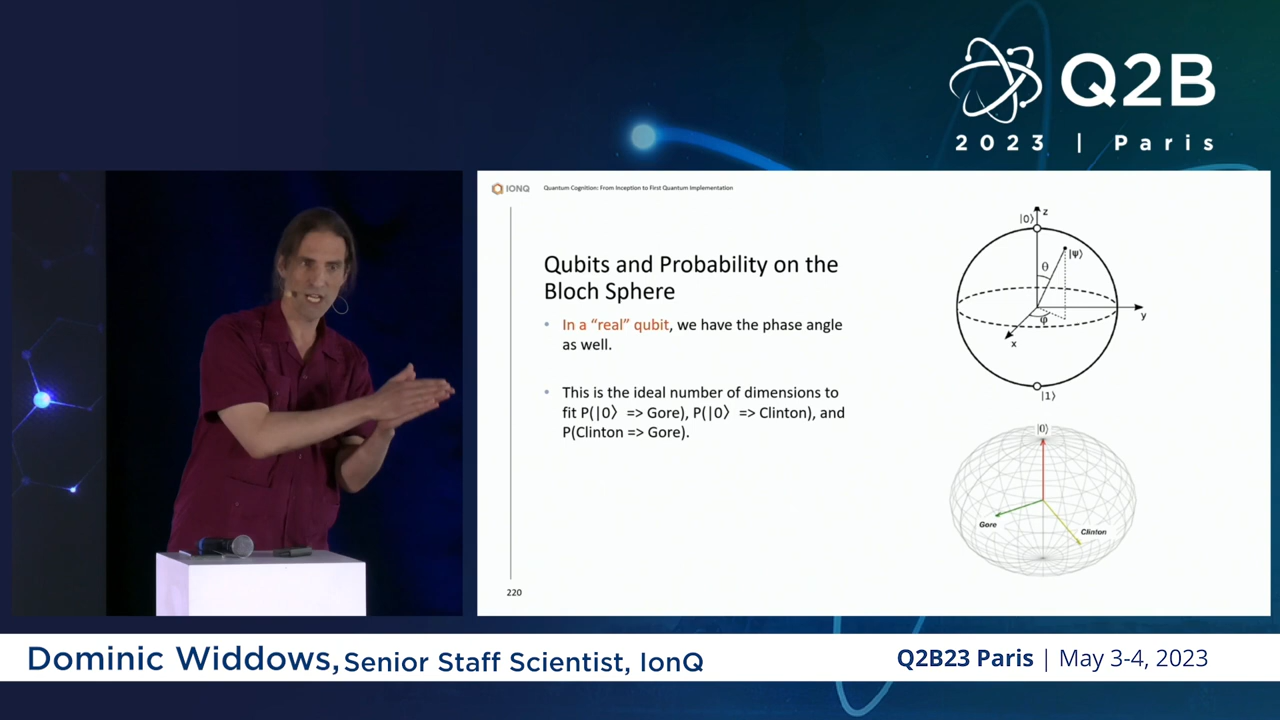 Q2B
2023 | Paris
IONQ
Quantum Cognition: From Inception to First Quantum Implementation
Qubits and Probability on the
Bloch Sphere
• In a “real” qubit, we have the phase angle
as well.
• This is the ideal number of dimensions to
fit P(|0⟩ => Gore), P(|0⟩ => Clinton), and
P(Clinton => Gore).
220
|0⟩
z
|ψ⟩
θ
φ
y
x
|1⟩
|0⟩
Gore
Clinton
Dominic Widdows, Senior Staff Scientist, IonQ
Q2B23 Paris | May 3-4, 2023